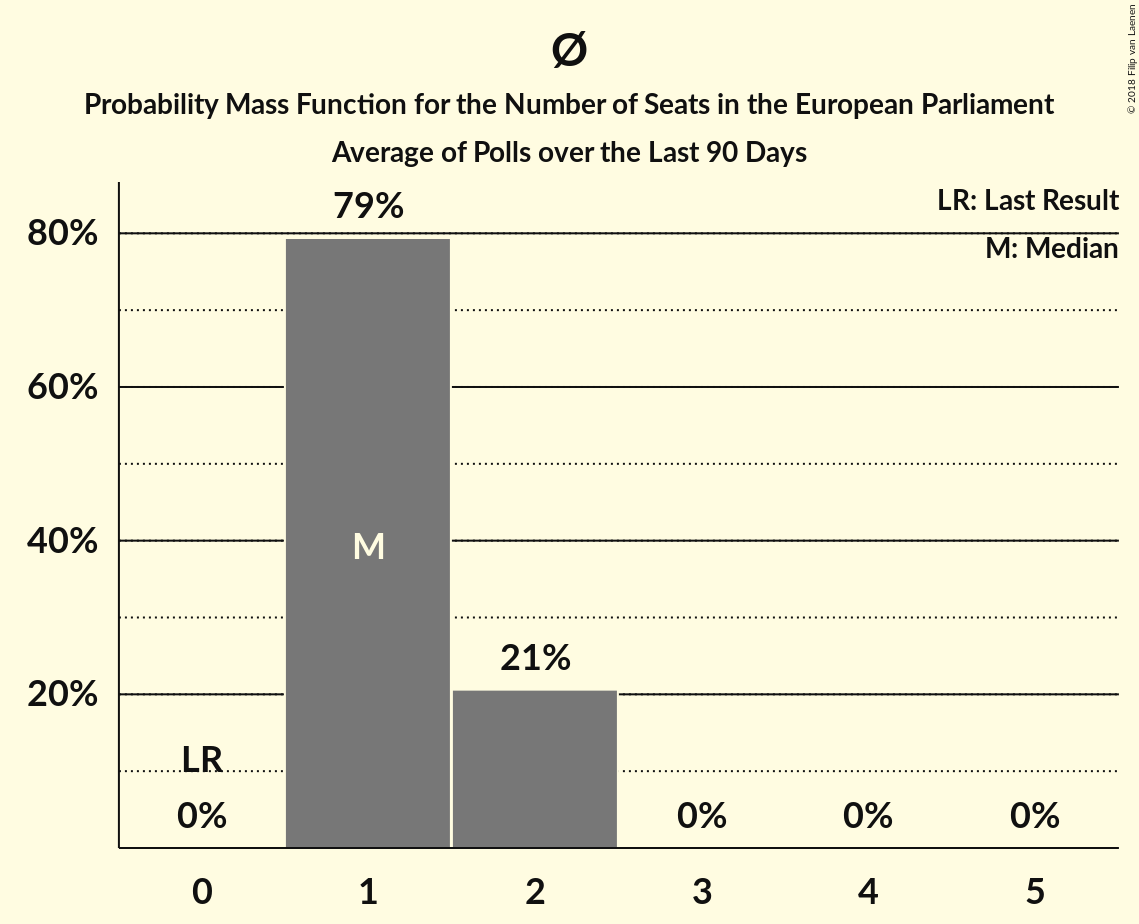 Ø
Probability Mass Function for the Number of Seats in the European Parliament
Average of Polls over the Last 90 Days
© 2018 Filip van Laenen
LR: Last Result
M: Median
79%
80%
60%
40%
M
21%
20%
LR
0%
0%
0%
0%
0
1
2
3
4
5